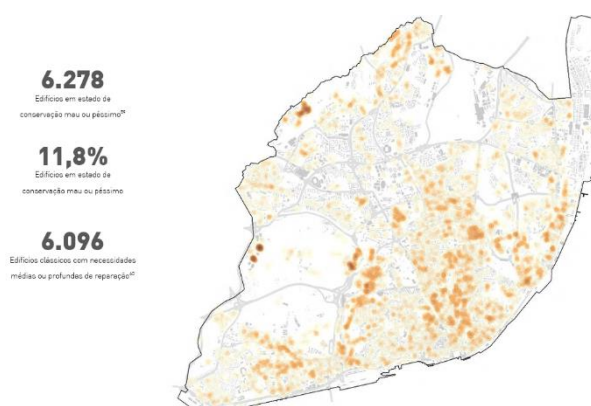 6.278
Edifícios em estado de
conservação mau ou péssimo
11,8%
Edifícios em estado de
conservação mau ou péssimo
6.096
Edifícios clássicos com necessidades
médias ou profundas de reparação